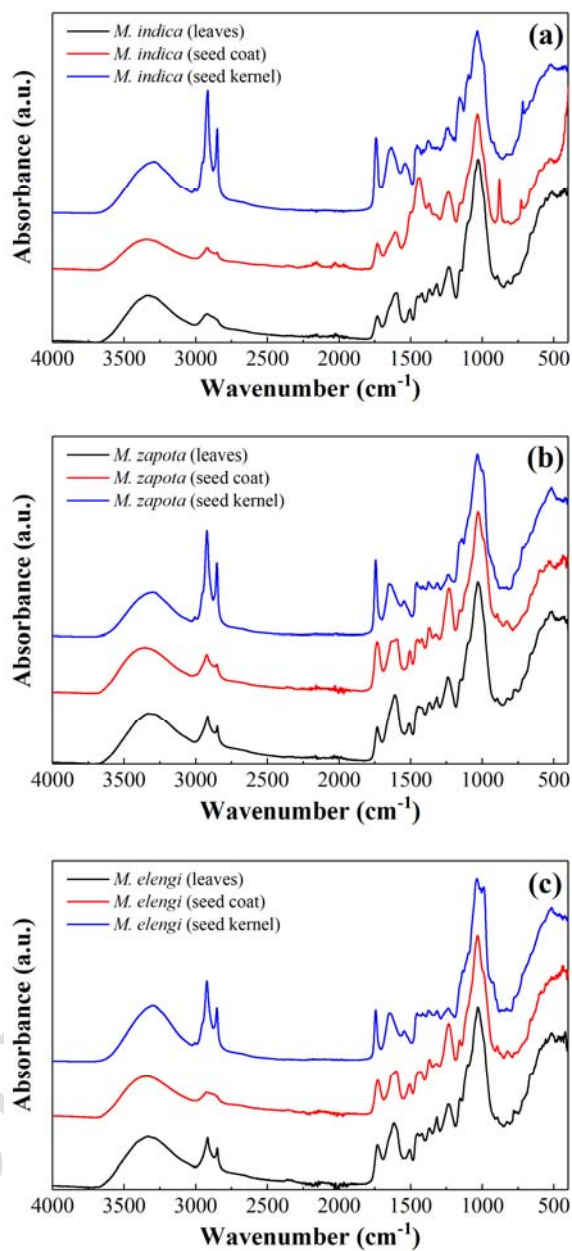 (a)
M. indica (leaves)
M. indica (seed coat)
M. indica (seed kernel)
Absorbance (a.u.)
4000 3500 3000 2500 2000 1500 1000 500
Wavenumber (cm-1)
(b)
M. zapota (leaves)
M. zapota (seed coat)
M. zapota (seed kernel)
Absorbance (a.u.)
4000 3500 3000 2500 2000 1500 1000 500
Wavenumber (cm-1)
(c)
M. elengi (leaves)
M. elengi (seed coat)
M. elengi (seed kernel)
Absorbance (a.u.)
4000 3500 3000 2500 2000 1500 1000 500
Wavenumber (cm-1)